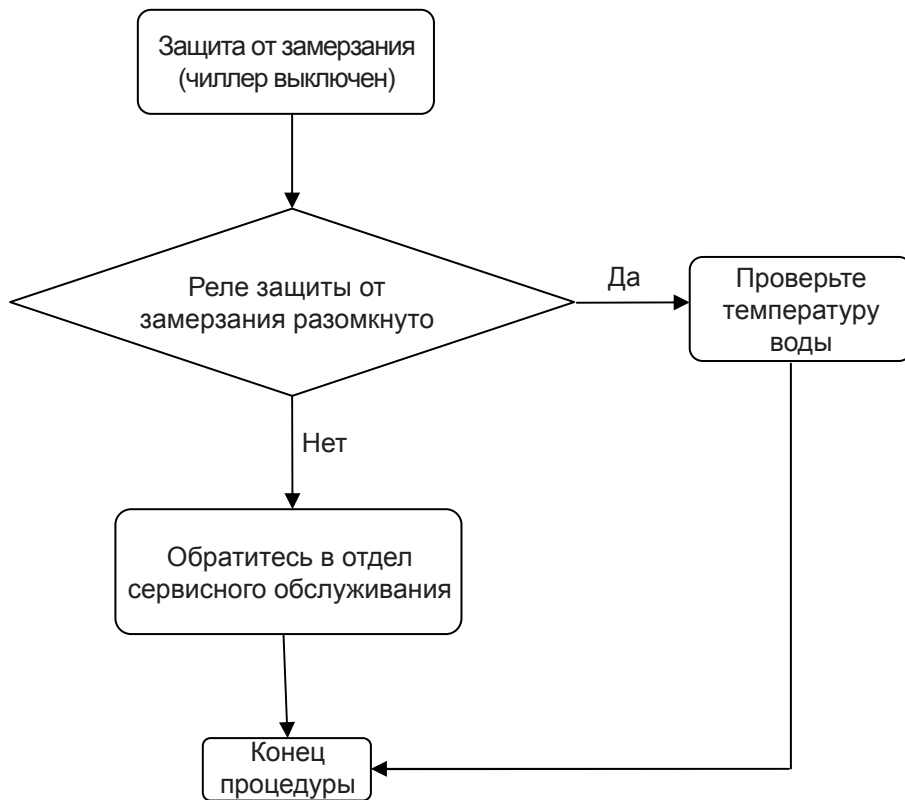 Защита от замерзания
(чиллер выключен)
Реле защиты от
замерзания разомкнуто
Да
Проверьте
температуру
воды
Нет
Обратитесь в отдел
сервисного обслуживания
Конец
процедуры